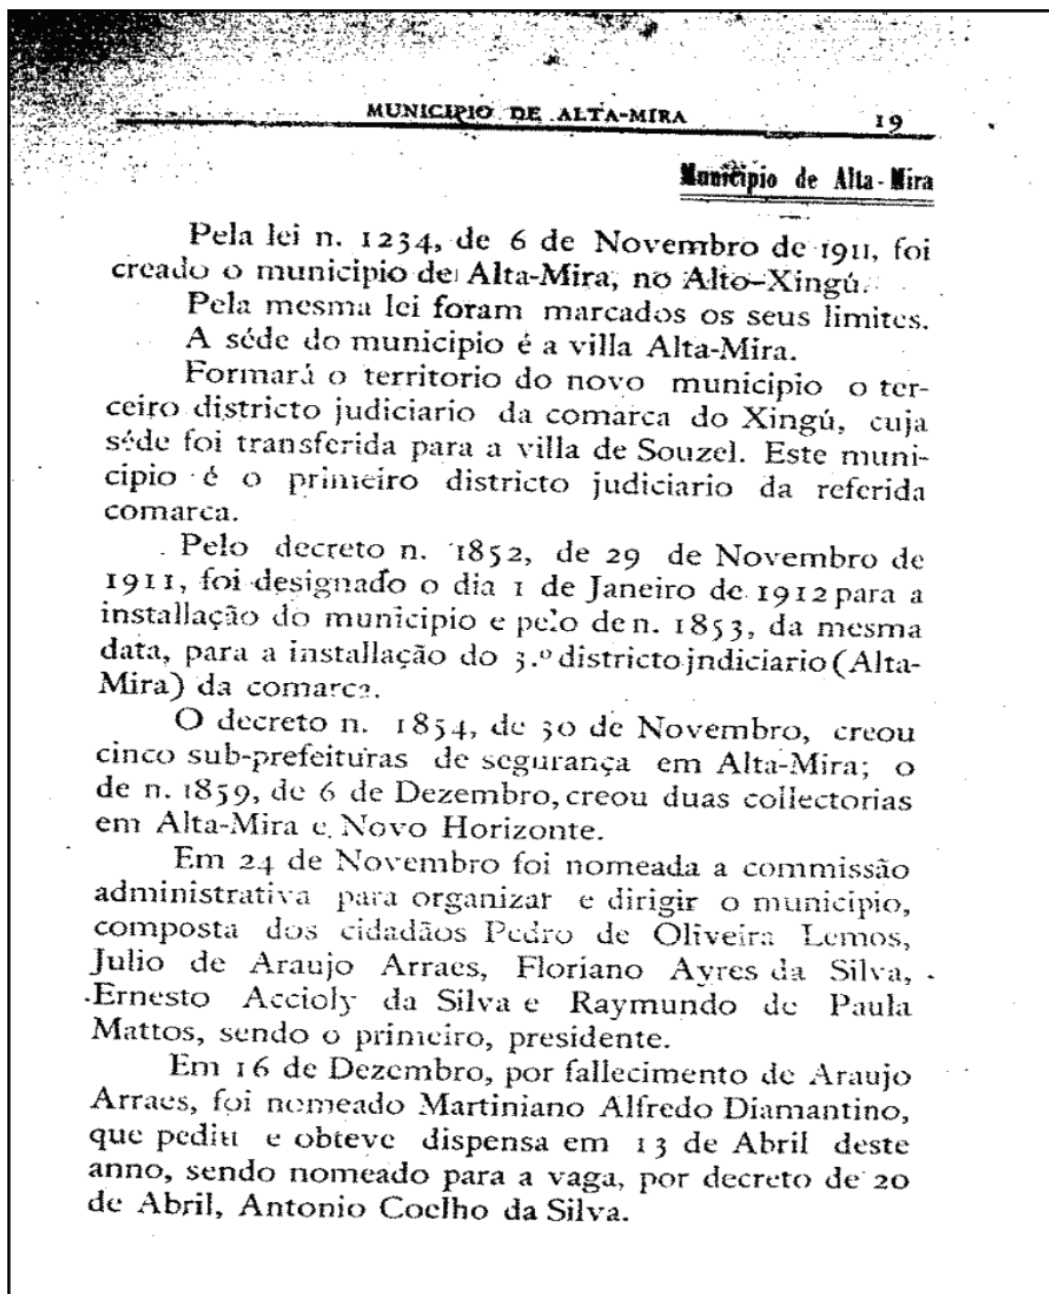 MUNICIPIO DE ALTA-MIRA 19
Municipio de Alta-Mira
Pela lei n. 1234, de 6 de Novembro de 1911, foi
creado o municipio de Alta-Mira, no Alto-Xingú.
Pela mesma lei foram marcados os seus limites.
A séde do municipio é a villa Alta-Mira.
Formará o territorio do novo municipio o ter-
ceiro districto judiciario da comarca do Xingú, cuja
séde foi transferida para a villa de Souzel. Este muni-
cipio é o primeiro districto judiciario da referida
comarca.
Pelo decreto n. 1852, de 29 de Novembro de
1911, foi designado o dia 1 de Janeiro de 1912 para a
installação do municipio e pelo de n. 1853, da mesma
data, para a installação do 3.º districto jndiciario (Alta-
Mira) da comarca.
O decreto n. 1854, de 30 de Novembro, creou
cinco sub-prefeituras de segurança em Alta-Mira; o
de n. 1859, de 6 de Dezembro, creou duas collectorias
em Alta-Mira e Novo Horizonte.
Em 24 de Novembro foi nomeada a commissão
administrativa para organizar e dirigir o municipio,
composta dos cidadãos Pedro de Oliveira Lemos,
Julio de Araujo Arraes, Floriano Ayres da Silva,
Ernesto Accioly da Silva e Raymundo de Paula
Mattos, sendo o primeiro, presidente.
Em 16 de Dezembro, por fallecimento de Araujo
Arraes, foi nomeado Martiniano Alfredo Diamantino,
que pediu e obteve dispensa em 13 de Abril deste
anno, sendo nomeado para a vaga, por decreto de 20
de Abril, Antonio Coelho da Silva.